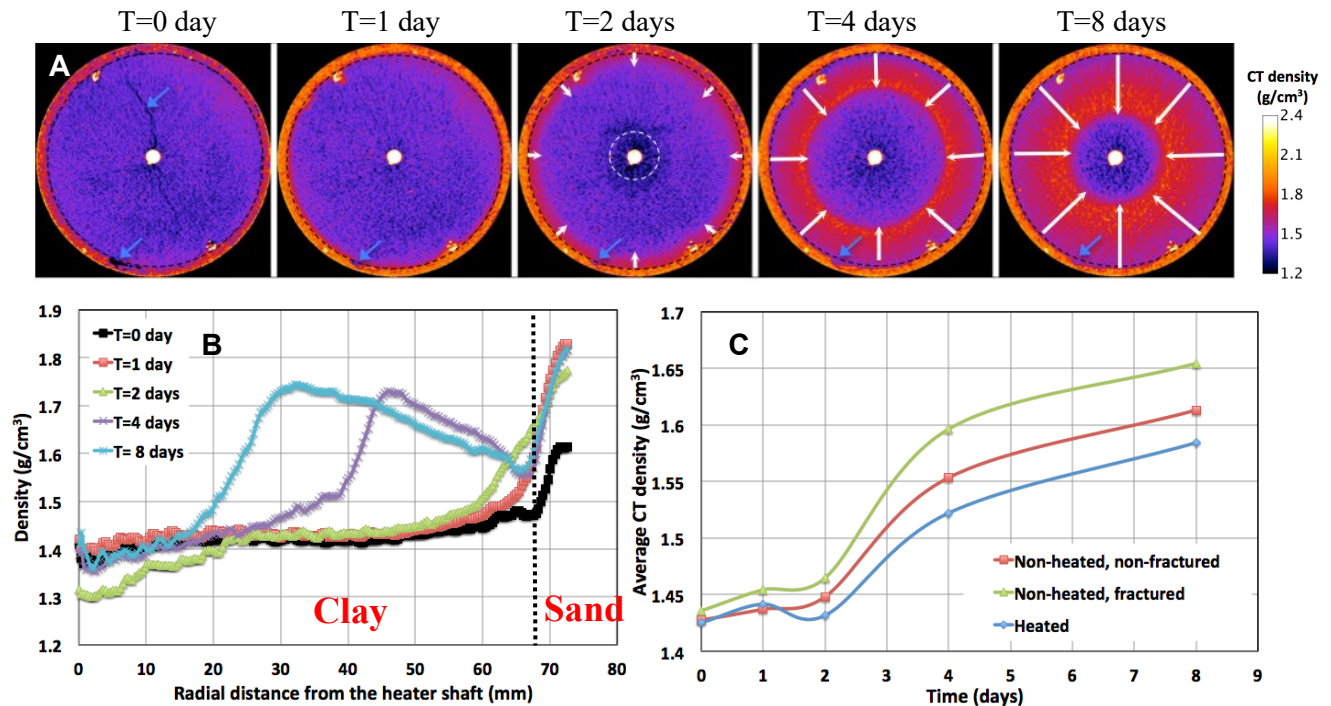 T=0 day
T=1 day
T=2 days
T=4 days
T=8 days
A
CT density
(g/cm³)
2.4
2.1
1.8
1.5
1.2
B
Density (g/cm³)
1.9
1.8
1.7
1.6
1.5
1.4
1.3
1.2
T=0 day
T=1 day
T=2 days
T=4 days
T= 8 days
Clay
Sand
0
10
20
30
40
50
60
70
80
Radial distance from the heater shaft (mm)
C
Average CT density (g/cm³)
1.7
1.65
1.6
1.55
1.5
1.45
1.4
Non-heated, non-fractured
Non-heated, fractured
Heated
0
1
2
3
4
5
6
7
8
9
Time (days)